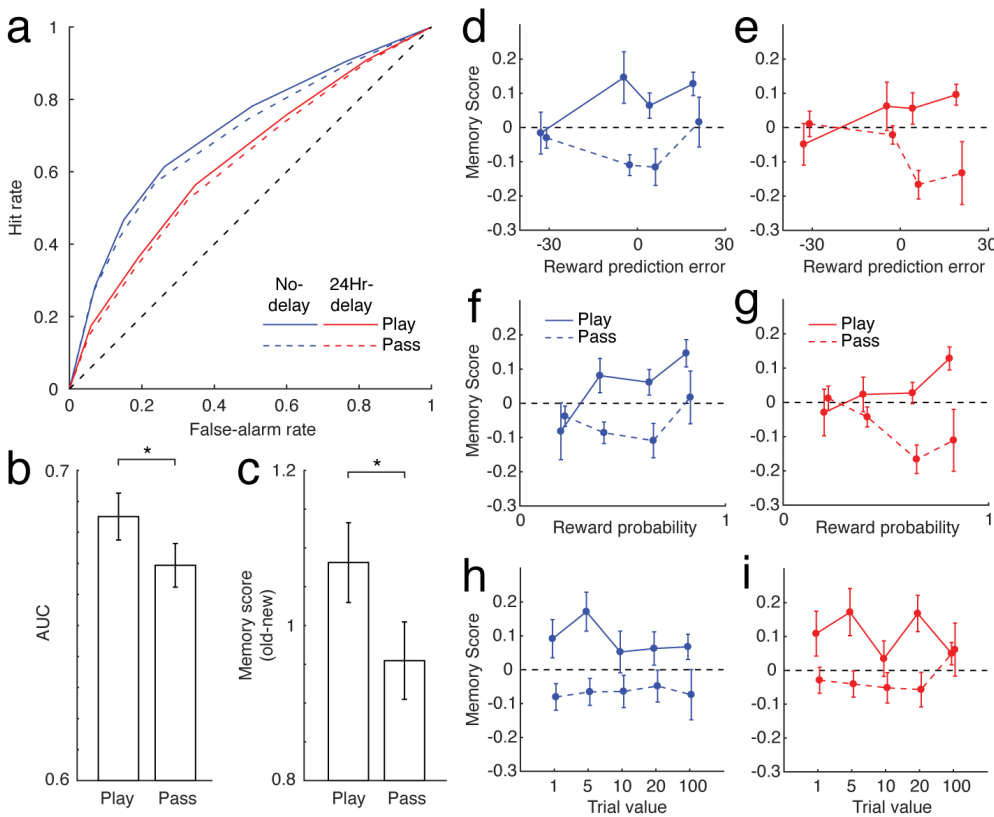 a
1
0.8
0.6
0.4
0.2
0
Hit rate
0 0.2 0.4 0.6 0.8 1
False-alarm rate
No-delay 24Hr-delay
Play
Pass
b
0.7
0.6
AUC
*
Play Pass
c
1.2
1
0.8
Memory score
(old-new)
*
Play Pass
d
0.2
0.1
0
-0.1
-0.2
-0.3
Memory Score
-30 0 30
Reward prediction error
e
0.2
0.1
0
-0.1
-0.2
-0.3
-30 0 30
Reward prediction error
f
Play
Pass
0.2
0.1
0
-0.1
-0.2
-0.3
Memory Score
0 1
Reward probability
g
Play
Pass
0.2
0.1
0
-0.1
-0.2
-0.3
0 1
Reward probability
h
0.2
0.1
0
-0.1
-0.2
-0.3
Memory Score
1 5 10 20 100
Trial value
i
0.2
0.1
0
-0.1
-0.2
-0.3
1 5 10 20 100
Trial value